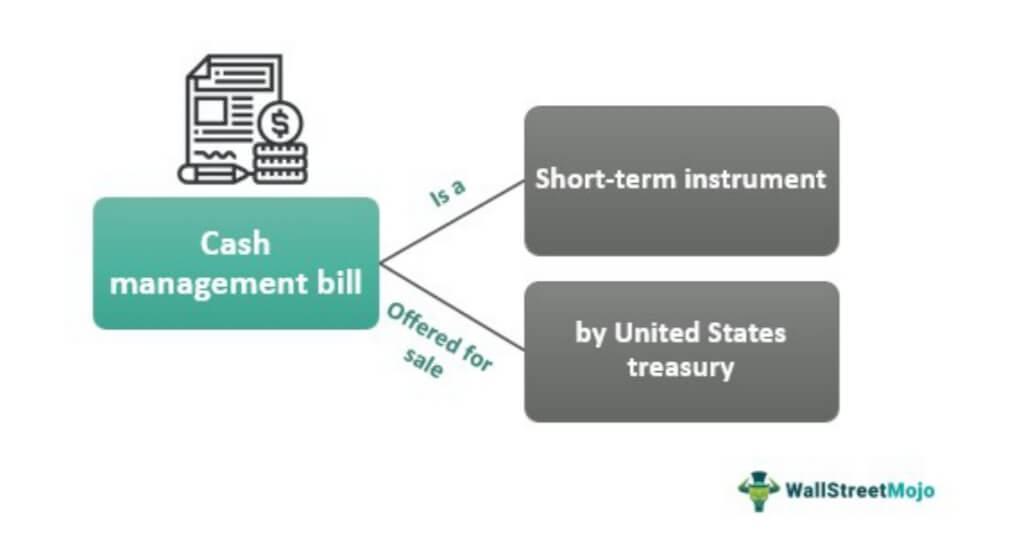 $
Cash
management bill
Is a
Short-term instrument
Offered for
sale
by United States
treasury
WallStreetMojo